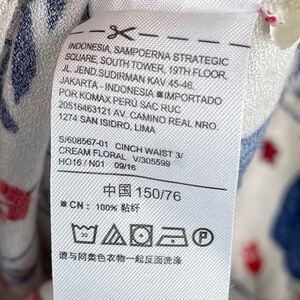 INDONESIA, SAMPOERNA STRATEGIC
SQUARE, SOUTH TOWER, 19TH FLOOR,
JL. JEND.SUDIRMAN KAV 45-46,
JAKARTA - INDONESIA ■IMPORTADO
POR KOMAX PERÚ SAC RUC
20516463121 AV. CAMINO REAL NRO.
1274 SAN ISIDRO, LIMA
S/608567-01 CINCH WAIST 3/
CREAM FLORAL V/305599
HO16 / N01 09/16
中国 150/76
■ CN: 100% 粘纤
30
P
请与同类色衣物一起反面洗涤